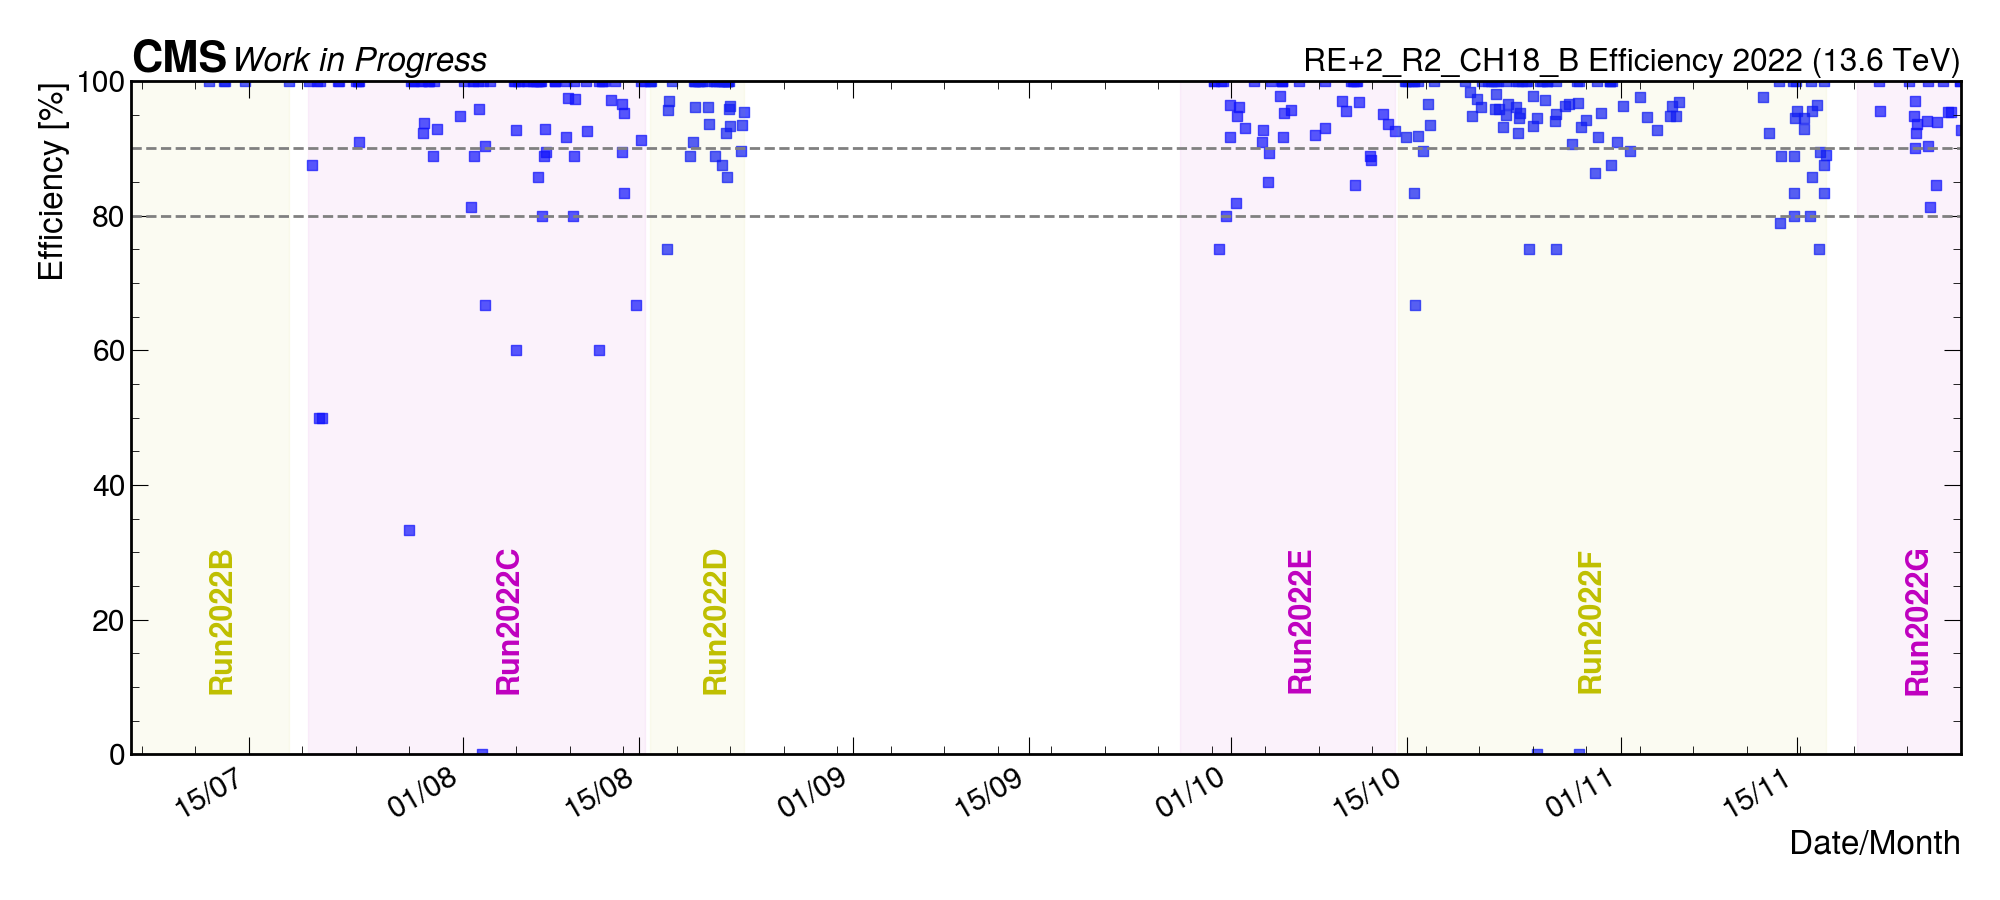 CMS Work in Progress
RE+2_R2_CH18_B Efficiency 2022 (13.6 TeV)
Efficiency [%]
100
80
60
40
20
0
Run2022B
Run2022C
Run2022D
Run2022E
Run2022F
Run2022G
15/07
01/08
15/08
01/09
15/09
01/10
15/10
01/11
15/11
Date/Month